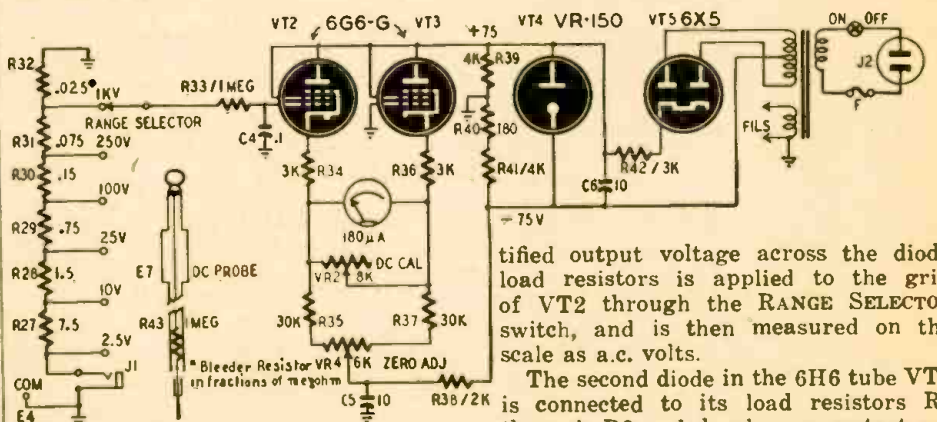 VT2 6G6-G VT3
+75
VT4 VR-150
VT5 6X5
ON OFF
R32
.025*
1KV
R33/1MEG
4K R39
J2
RANGE SELECTOR
R31 .075
250V
C4 .1
R40 180
F
R30 .15
100V
3K R34
R36 3K
R41/4K
R42/3K
FILS
C6 10
R29 .75
25V
180μA
-75V
E7
DC PROBE
VR2 8K
DC CAL
R28 1.5
10V
R43 1MEG
30K R35
R37 30K
R27 7.5
2.5V
* Bleeder Resistor
in fractions of megohm
VR4 6K ZERO ADJ
J1
COM
E4
C5 10
R38/2K
tified output voltage across the diod
load resistors is applied to the gri
of VT2 through the RANGE SELECTO
switch, and is then measured on th
scale as a.c. volts.
The second diode in the 6H6 tube VT
is connected to its load resistors R